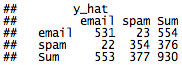 ## y_hat
## email spam Sum
## email 531 23 554
## spam 22 354 376
## Sum 553 377 930